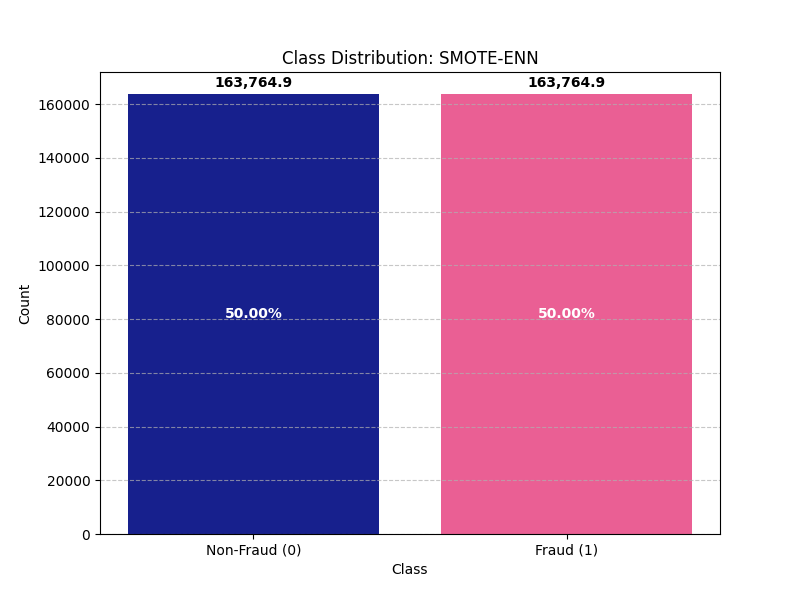 Class Distribution: SMOTE-ENN
163,764.9
163,764.9
160000
140000
120000
100000
80000
60000
40000
20000
0
Count
50.00%
50.00%
Non-Fraud (0)
Fraud (1)
Class